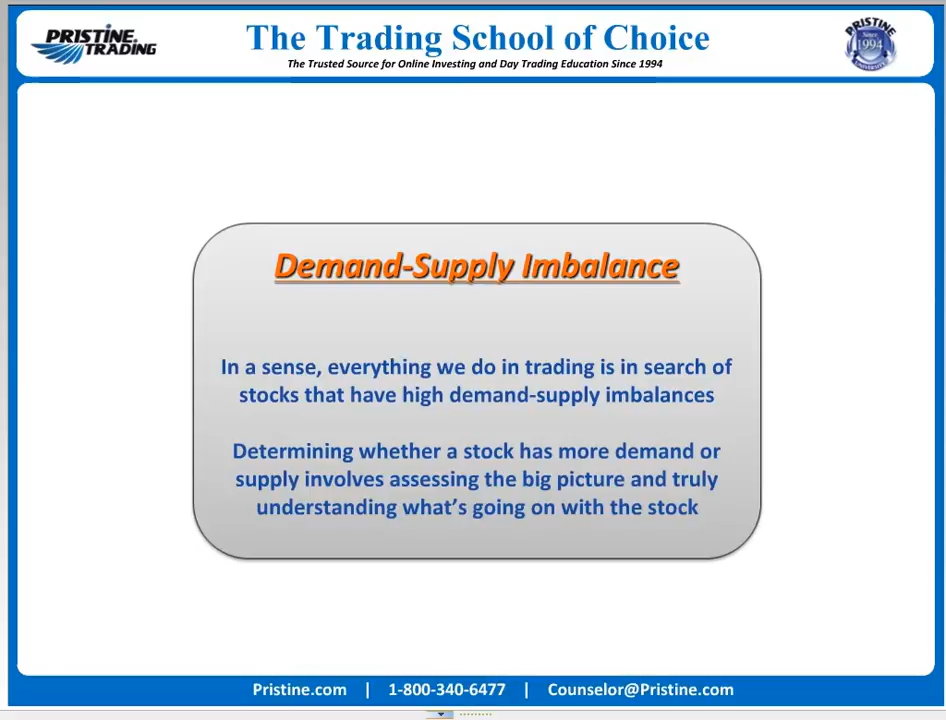 PRISTINE
TRADING
The Trading School of Choice
The Trusted Source for Online Investing and Day Trading Education Since 1994
PRISTINE
Since
1994
UNIVERSITY
Demand-Supply Imbalance
In a sense, everything we do in trading is in search of
stocks that have high demand-supply imbalances
Determining whether a stock has more demand or
supply involves assessing the big picture and truly
understanding what's going on with the stock
Pristine.com | 1-800-340-6477 | Counselor@Pristine.com